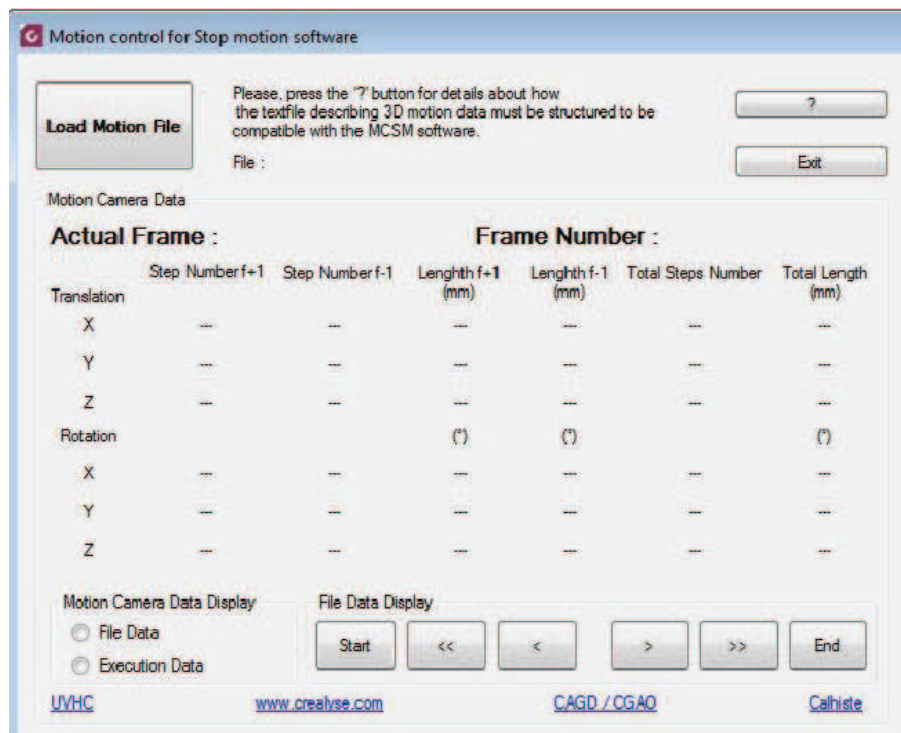 Motion control for Stop motion software
Load Motion File
Please, press the '?' button for details about how
the textfile describing 3D motion data must be structured to be
compatible with the MCSM software.
File :
?
Exit
Motion Camera Data
Actual Frame :
Frame Number :
Step Number f+1 Step Number f-1 Lenghth f+1 Lenghth f-1 Total Steps Number Total Length
(mm) (mm) (mm)
Translation
X --- --- --- --- --- ---
Y --- --- --- --- --- ---
Z --- --- --- --- --- ---
Rotation (°) (°) (°)
X --- --- --- --- --- ---
Y --- --- --- --- --- ---
Z --- --- --- --- --- ---
Motion Camera Data Display
File Data
Execution Data
File Data Display
Start << < > >> End
UVHC www.crealyse.com CAGD / CGAO Calhiste